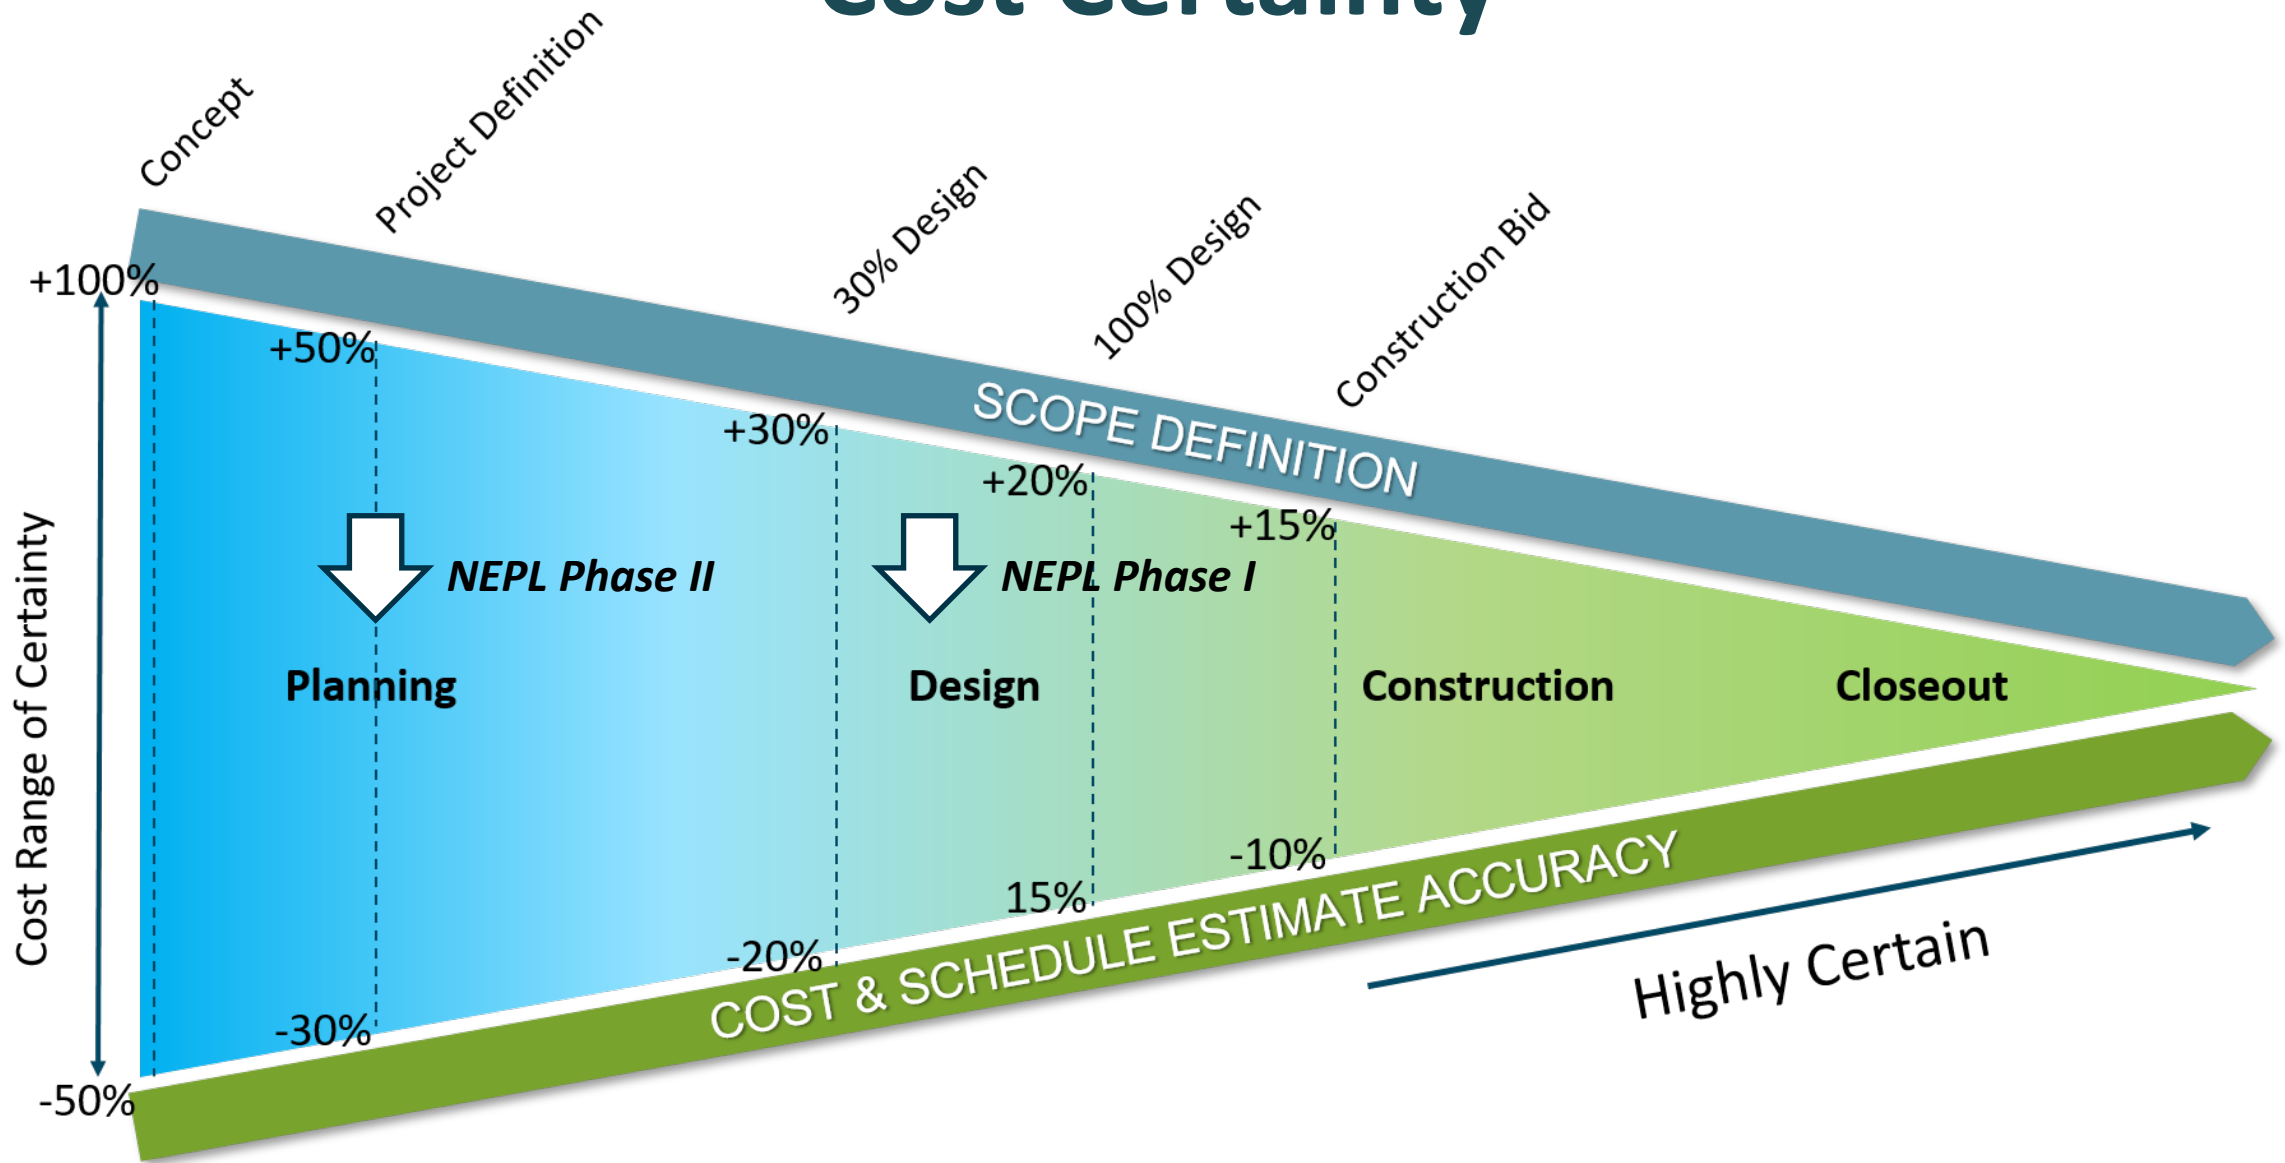 Cost Certainty
Concept
Project Definition
30% Design
100% Design
Construction Bid
+100%
+50%
+30%
+20%
+15%
SCOPE DEFINITION
Cost Range of Certainty
NEPL Phase II
NEPL Phase I
Planning
Design
Construction
Closeout
-10%
15%
-20%
-30%
-50%
COST & SCHEDULE ESTIMATE ACCURACY
Highly Certain